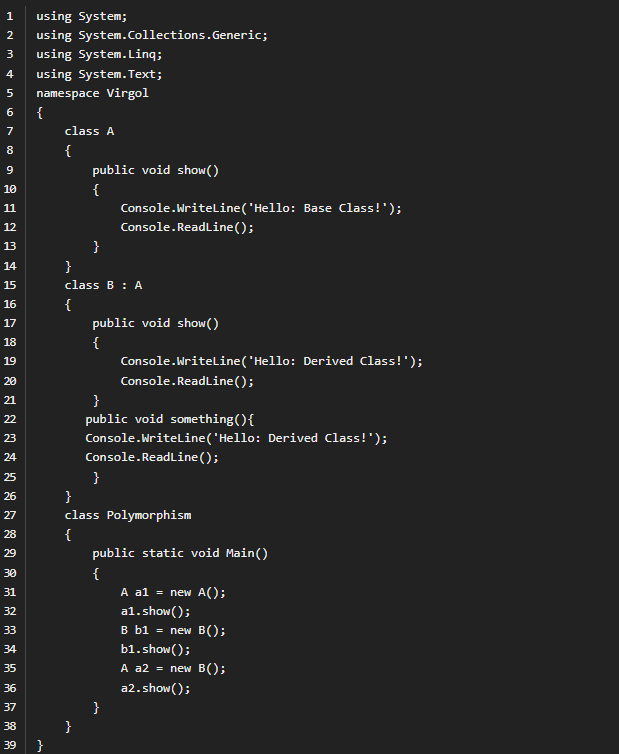 1 using System;
2 using System.Collections.Generic;
3 using System.Linq;
4 using System.Text;
5 namespace Virgol
6 {
7     class A
8     {
9         public void show()
10         {
11             Console.WriteLine('Hello: Base Class!');
12             Console.ReadLine();
13         }
14     }
15     class B : A
16     {
17         public void show()
18         {
19             Console.WriteLine('Hello: Derived Class!');
20             Console.ReadLine();
21         }
22        public void something(){
23        Console.WriteLine('Hello: Derived Class!');
24        Console.ReadLine();
25         }
26     }
27     class Polymorphism
28     {
29         public static void Main()
30         {
31             A a1 = new A();
32             a1.show();
33             B b1 = new B();
34             b1.show();
35             A a2 = new B();
36             a2.show();
37         }
38     }
39 }